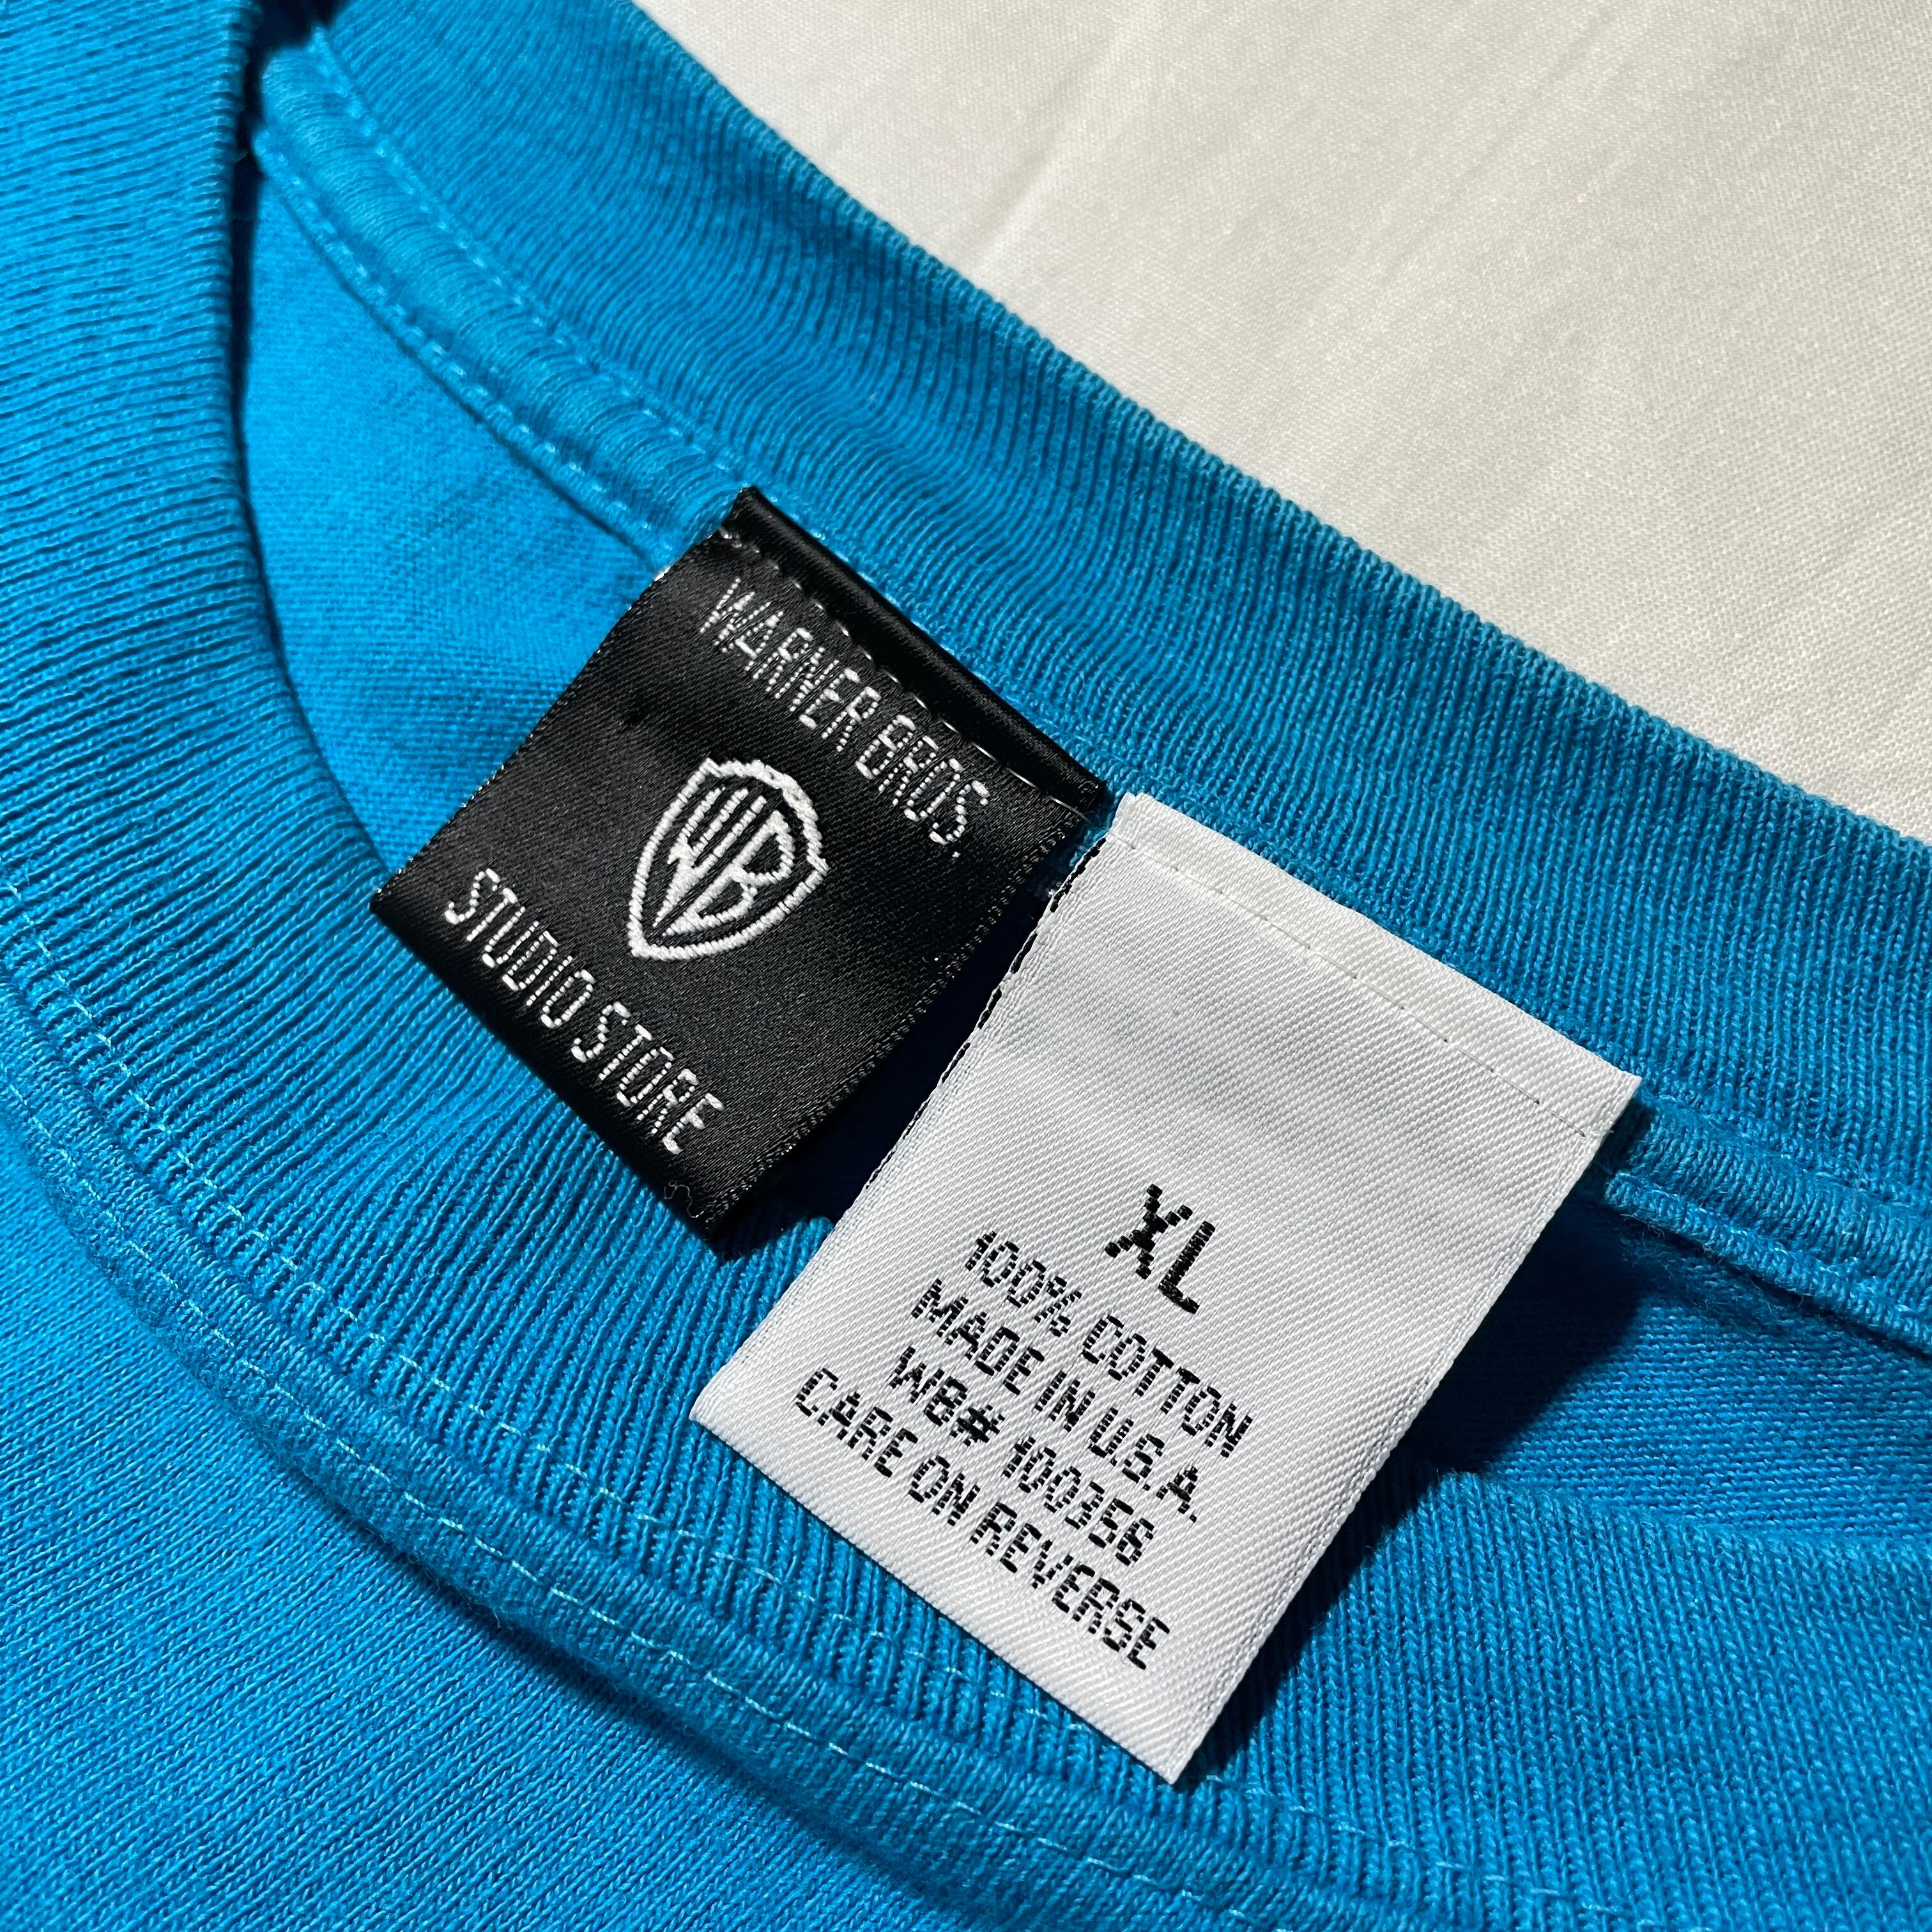 WARNER BROS.
WB
STUDIO STORE
XL
100% COTTON
MADE IN U.S.A.
WB# 100356
CARE ON REVERSE